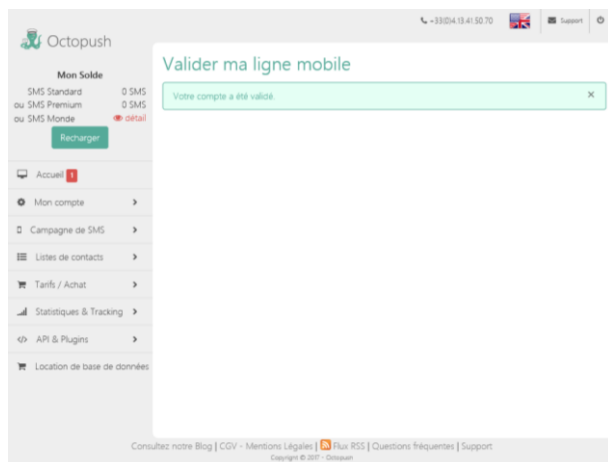 +33(0)4.13.41.50.70
Support
Octopush
Mon Solde
SMS Standard 0 SMS
ou SMS Premium 0 SMS
ou SMS Monde détail
Recharger
Accueil 1
Mon compte
Campagne de SMS
Listes de contacts
Tarifs / Achat
Statistiques & Tracking
</> API & Plugins
Location de base de données
Valider ma ligne mobile
Votre compte a été validé. ×
Consultez notre Blog | CGV - Mentions Légales | Flux RSS | Questions fréquentes | Support
Copyright © 2017 - Octopush